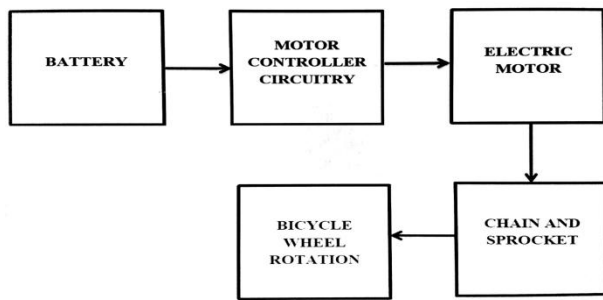 BATTERY
MOTOR
CONTROLLER
CIRCUITRY
ELECTRIC
MOTOR
CHAIN AND
SPROCKET
BICYCLE
WHEEL
ROTATION